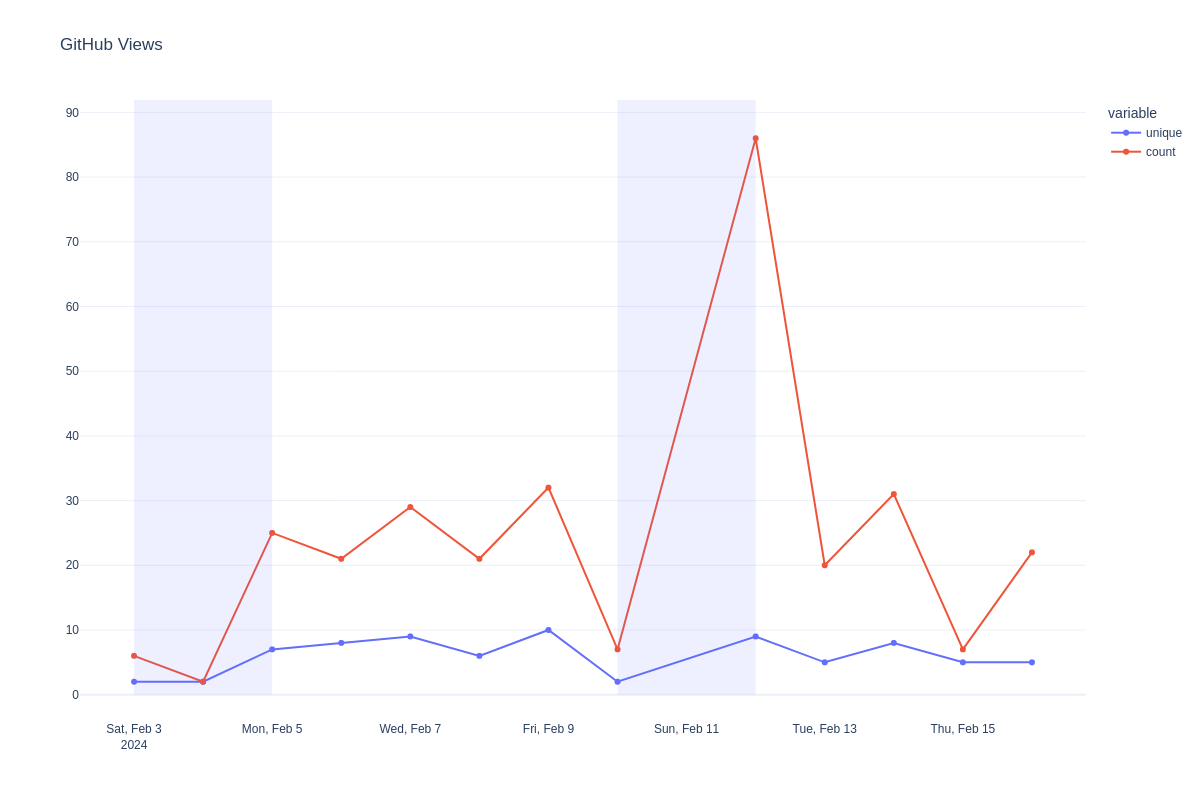 GitHub Views
variable
unique
count
90
80
70
60
50
40
30
20
10
0
Sat, Feb 3
2024
Mon, Feb 5
Wed, Feb 7
Fri, Feb 9
Sun, Feb 11
Tue, Feb 13
Thu, Feb 15